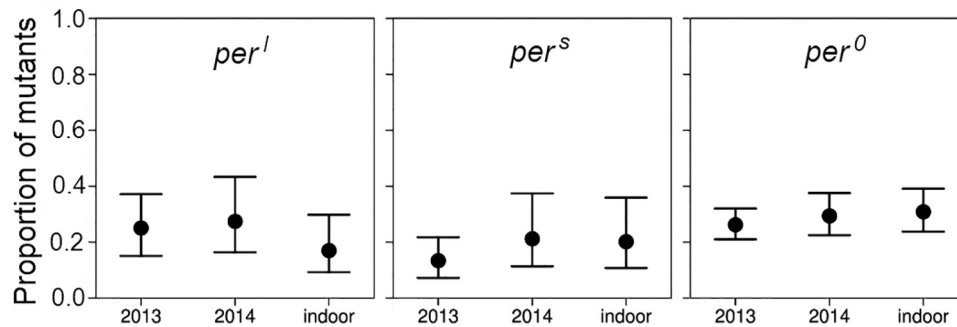 Proportion of mutants
1.0
0.8
0.6
0.4
0.2
0.0
per^l
per^s
per^0
2013 2014 indoor
2013 2014 indoor
2013 2014 indoor